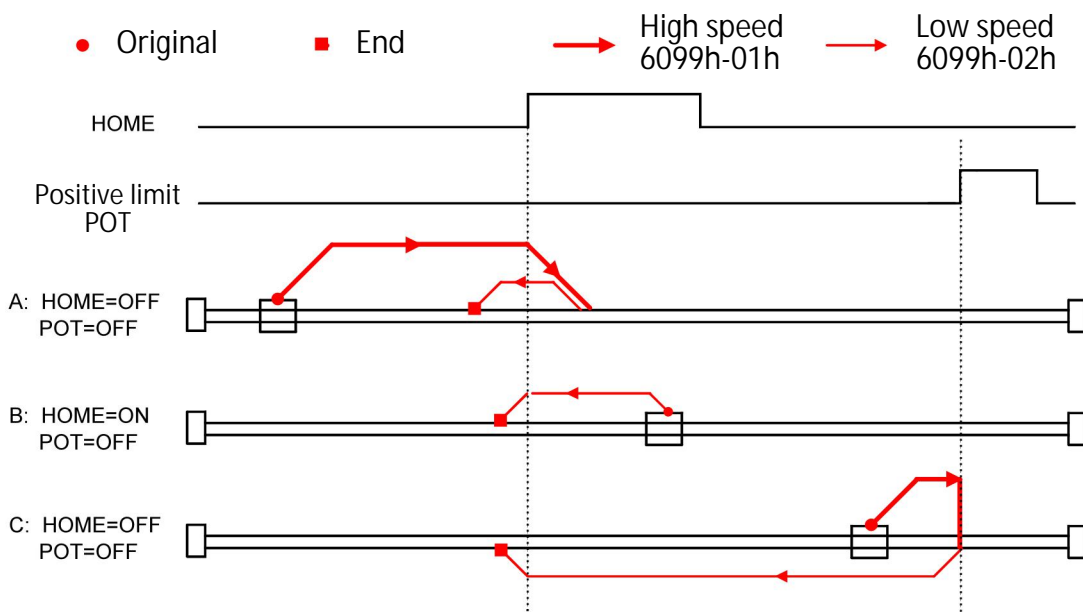 Original
End
High speed
6099h-01h
Low speed
6099h-02h
HOME
Positive limit
POT
A: HOME=OFF
POT=OFF
B: HOME=ON
POT=OFF
C: HOME=OFF
POT=OFF